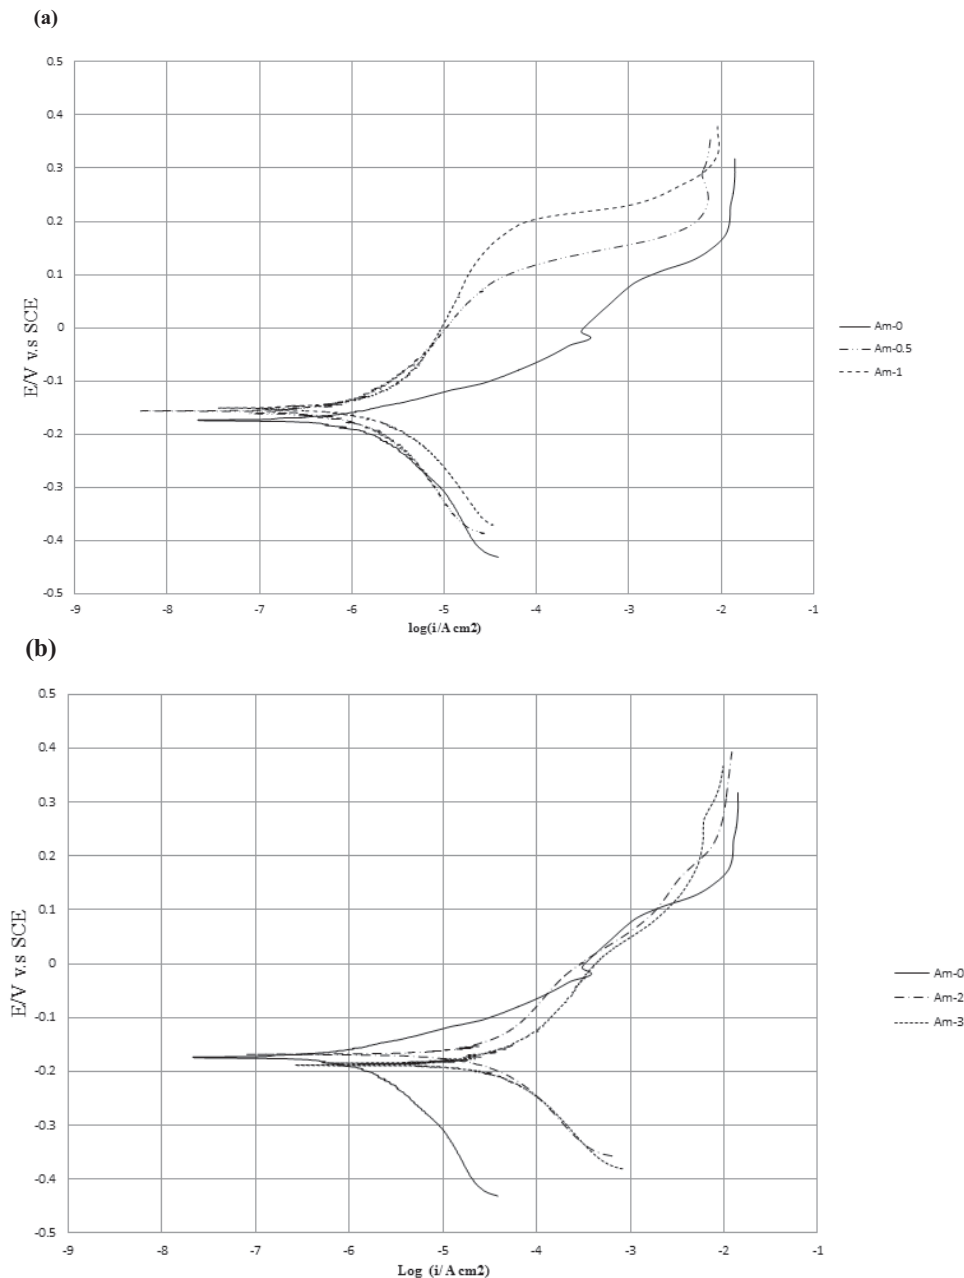 (a)
0.5
0.4
0.3
0.2
0.1
0
-0.1
-0.2
-0.3
-0.4
-0.5
E/V v.s SCE
-9 -8 -7 -6 -5 -4 -3 -2 -1
log(i/A cm2)
Am-0
Am-0.5
Am-1
(b)
0.5
0.4
0.3
0.2
0.1
0
-0.1
-0.2
-0.3
-0.4
-0.5
E/V v.s SCE
-9 -8 -7 -6 -5 -4 -3 -2 -1
Log (i/A cm2)
Am-0
Am-2
Am-3